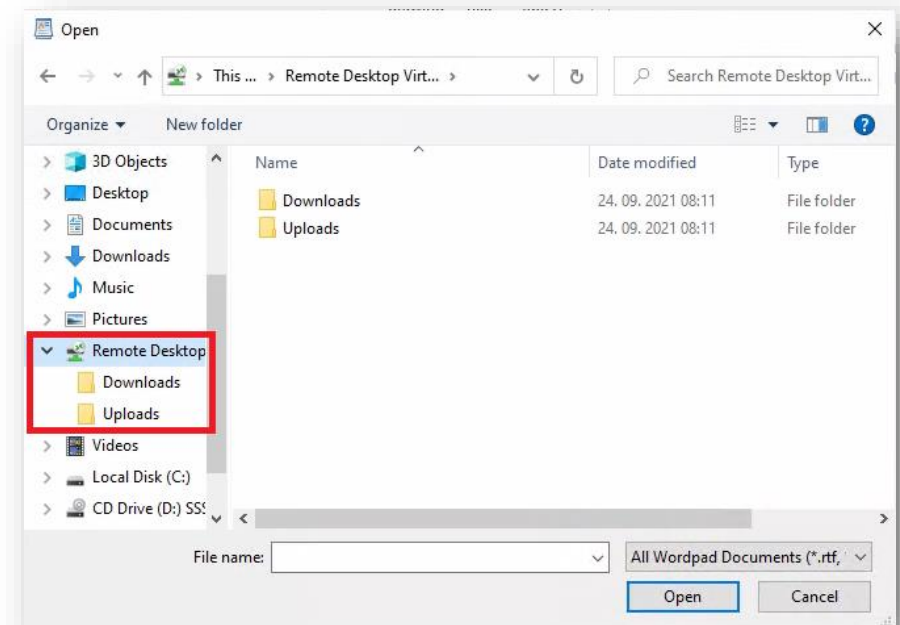 Open
This ... › Remote Desktop Virt... ›
Search Remote Desktop Virt...
Organize
New folder
Name
Date modified
Type
3D Objects
Desktop
Documents
Downloads
Music
Pictures
Remote Desktop
Downloads
Uploads
Videos
Local Disk (C:)
CD Drive (D:) SSS
Downloads 24. 09. 2021 08:11 File folder
Uploads 24. 09. 2021 08:11 File folder
File name:
All Wordpad Documents (*.rtf,
Open
Cancel